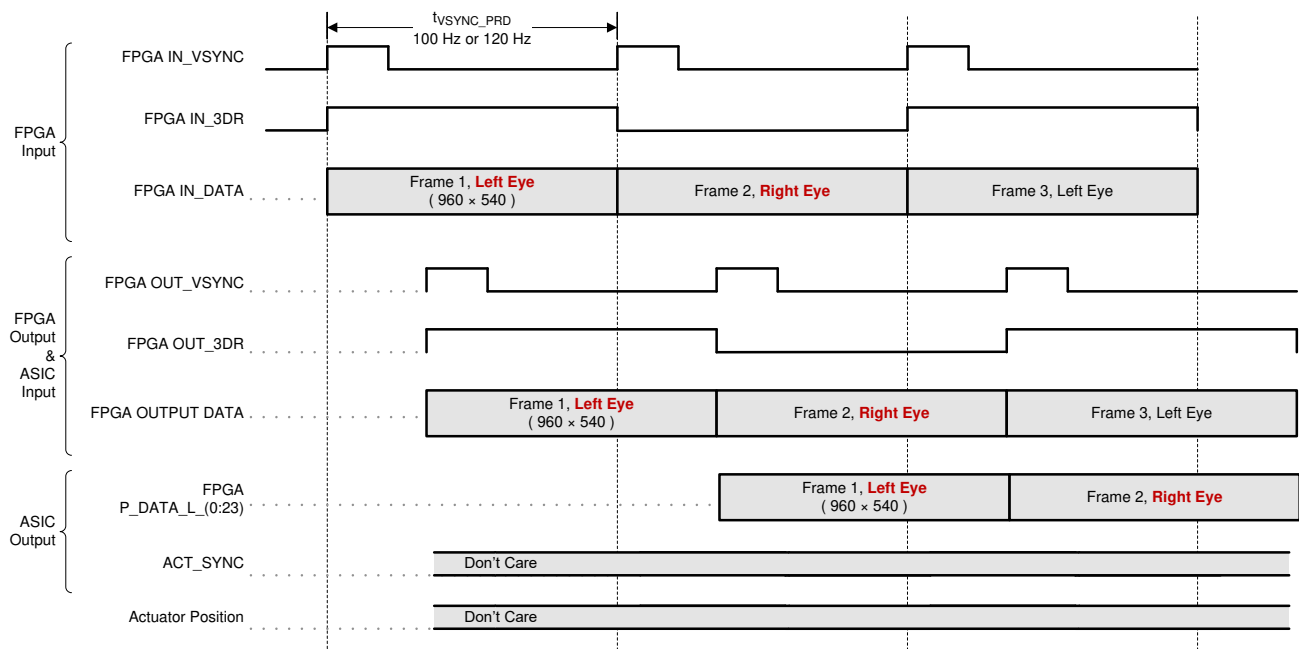 tVSYNC_PRD
100 Hz or 120 Hz
FPGA IN_VSYNC
FPGA IN_3DR
FPGA
Input
FPGA IN_DATA
Frame 1, Left Eye
( 960 × 540 )
Frame 2, Right Eye
Frame 3, Left Eye
FPGA OUT_VSYNC
FPGA
Output
&
ASIC
Input
FPGA OUT_3DR
FPGA OUTPUT DATA
Frame 1, Left Eye
( 960 × 540 )
Frame 2, Right Eye
Frame 3, Left Eye
FPGA
P_DATA_L_(0:23)
Frame 1, Left Eye
( 960 × 540 )
Frame 2, Right Eye
ASIC
Output
ACT_SYNC
Don't Care
Actuator Position
Don't Care